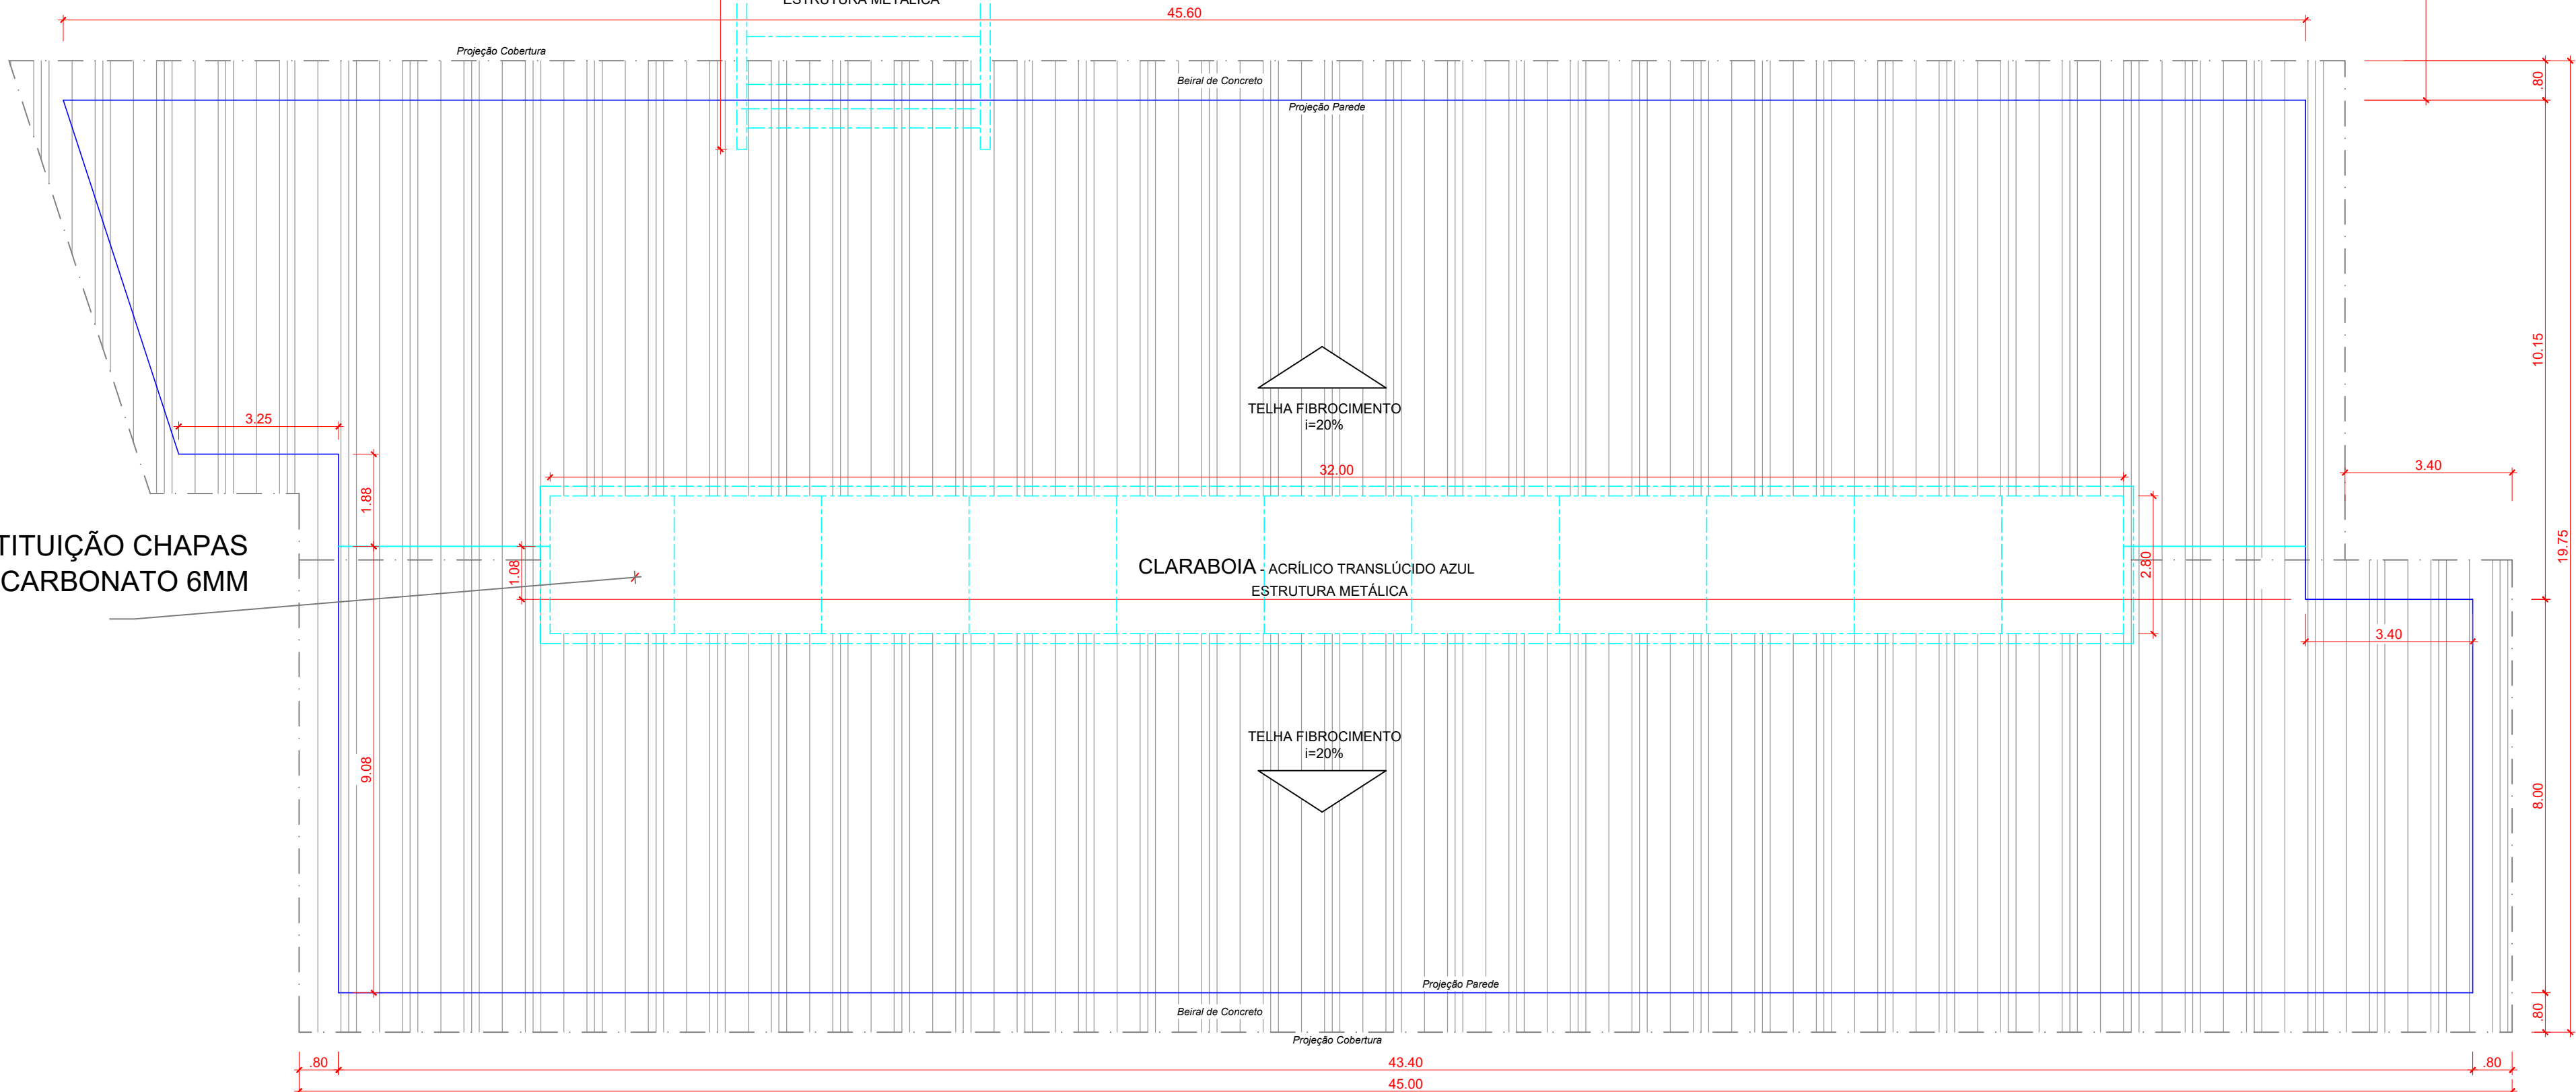 ESTRUTURA METÁLICA
45.60
Projeção Cobertura
Beiral de Concreto
.80
Projeção Parede
10.15
TELHA FIBROCIMENTO
i=20%
3.25
3.40
32.00
1.88
TITUIÇÃO CHAPAS
CARBONATO 6MM
1.08
CLARABOIA - ACRÍLICO TRANSLÚCIDO AZUL
ESTRUTURA METÁLICA
2.80
19.75
3.40
TELHA FIBROCIMENTO
i=20%
9.08
8.00
Projeção Parede
Beiral de Concreto
.80
Projeção Cobertura
.80
43.40
.80
45.00